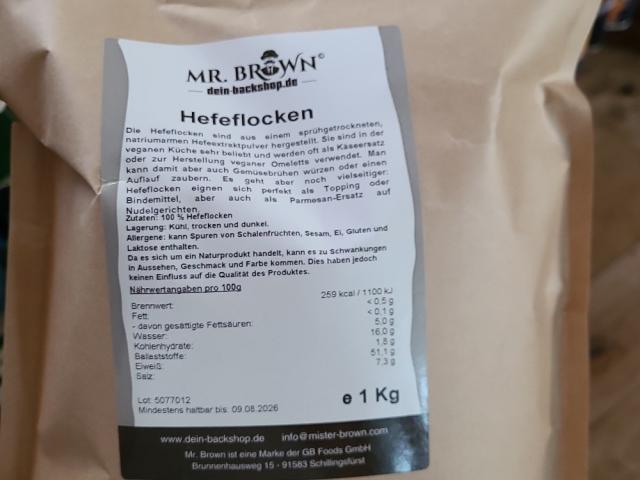 MR. BROWN©
dein-backshop.de
Hefeflocken
Die Hefeflocken sind aus einem sprühgetrockneten,
natriumarmen Hefeextraktpulver hergestellt. Sie sind in der
veganen Küche sehr beliebt und werden oft als Käseersatz
oder zur Herstellung veganer Omeletts verwendet. Man
kann damit aber auch Gemüsebrühen würzen oder einen
Auflauf zaubern. Es geht aber noch vielseitiger:
Hefeflocken eignen sich perfekt als Topping oder
Bindemittel, aber auch als Parmesan-Ersatz auf
Nudelgerichten.
Zutaten: 100 % Hefeflocken
Lagerung: Kühl, trocken und dunkel.
Allergene: kann Spuren von Schalenfrüchten, Sesam, Ei, Gluten und
Laktose enthalten.
Da es sich um ein Naturprodukt handelt, kann es zu Schwankungen
in Aussehen, Geschmack und Farbe kommen. Dies haben jedoch
keinen Einfluss auf die Qualität des Produktes.
Nährwertangaben pro 100g
Brennwert: 259 kcal / 1100 kJ
Fett: < 0,5 g
- davon gesättigte Fettsäuren: < 0,1 g
Wasser: 5,0 g
Kohlenhydrate: 16,0 g
Ballaststoffe: 1,8 g
Eiweiß: 51,1 g
Salz: 7,3 g
Lot: 5077012
Mindestens haltbar bis: 09.08.2026
e 1 Kg
www.dein-backshop.de info@mister-brown.com
Mr. Brown ist eine Marke der GB Foods GmbH
Brunnenhausweg 15 - 91583 Schillingsfürst